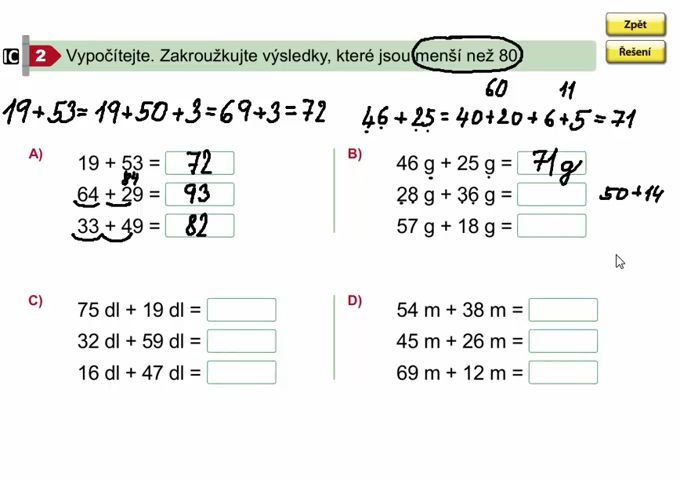 Zpět
2 Vypočítejte. Zakroužkujte výsledky, které jsou menší než 80.
Řešení
60 11
19+53=19+50+3=69+3=72
46+25=40+20+6+5=71
A)
19 + 53 = 72
84
64 + 29 = 93
33 + 49 = 82
B)
46 g + 25 g = 71g
28 g + 36 g = 50+14
57 g + 18 g =
C)
75 dl + 19 dl =
32 dl + 59 dl =
16 dl + 47 dl =
D)
54 m + 38 m =
45 m + 26 m =
69 m + 12 m =